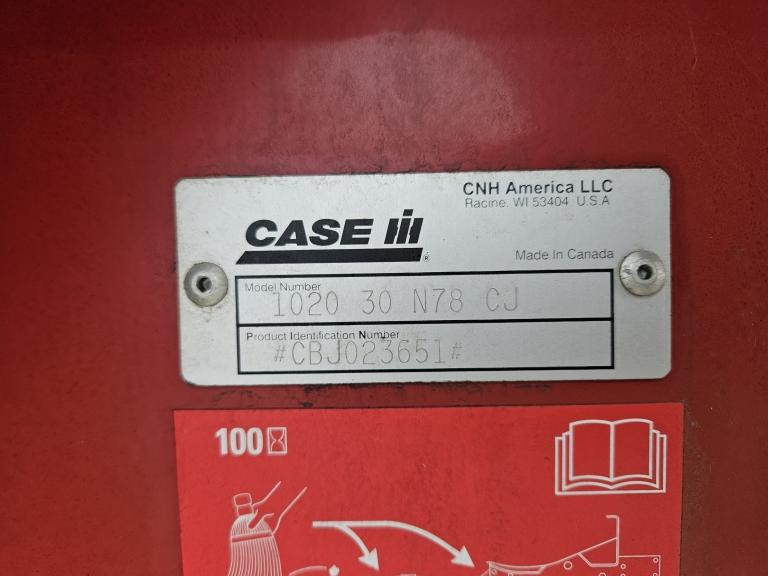 CNH America LLC
Racine, WI 53404 U.S.A
CASE IH
®
Made In Canada
Model Number
1020 30 N78 CJ
Product Identification Number
#CBJ023651#
100